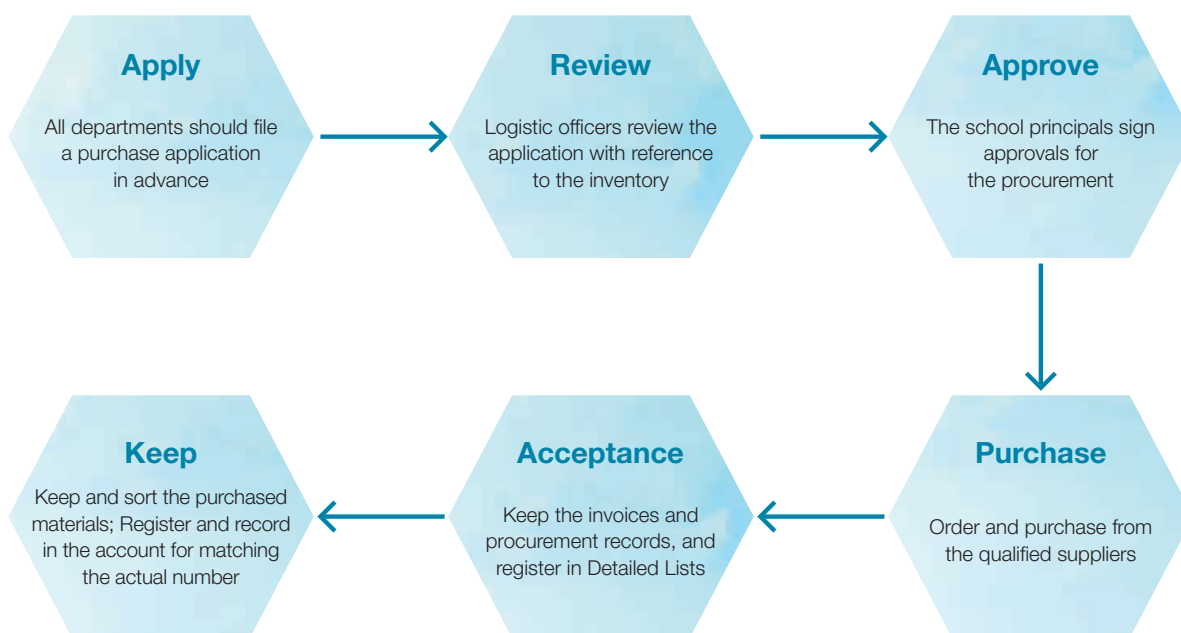 Apply
All departments should file
a purchase application
in advance
Review
Logistic officers review the
application with reference
to the inventory
Approve
The school principals sign
approvals for
the procurement
Purchase
Order and purchase from
the qualified suppliers
Acceptance
Keep the invoices and
procurement records, and
register in Detailed Lists
Keep
Keep and sort the purchased
materials; Register and record
in the account for matching
the actual number